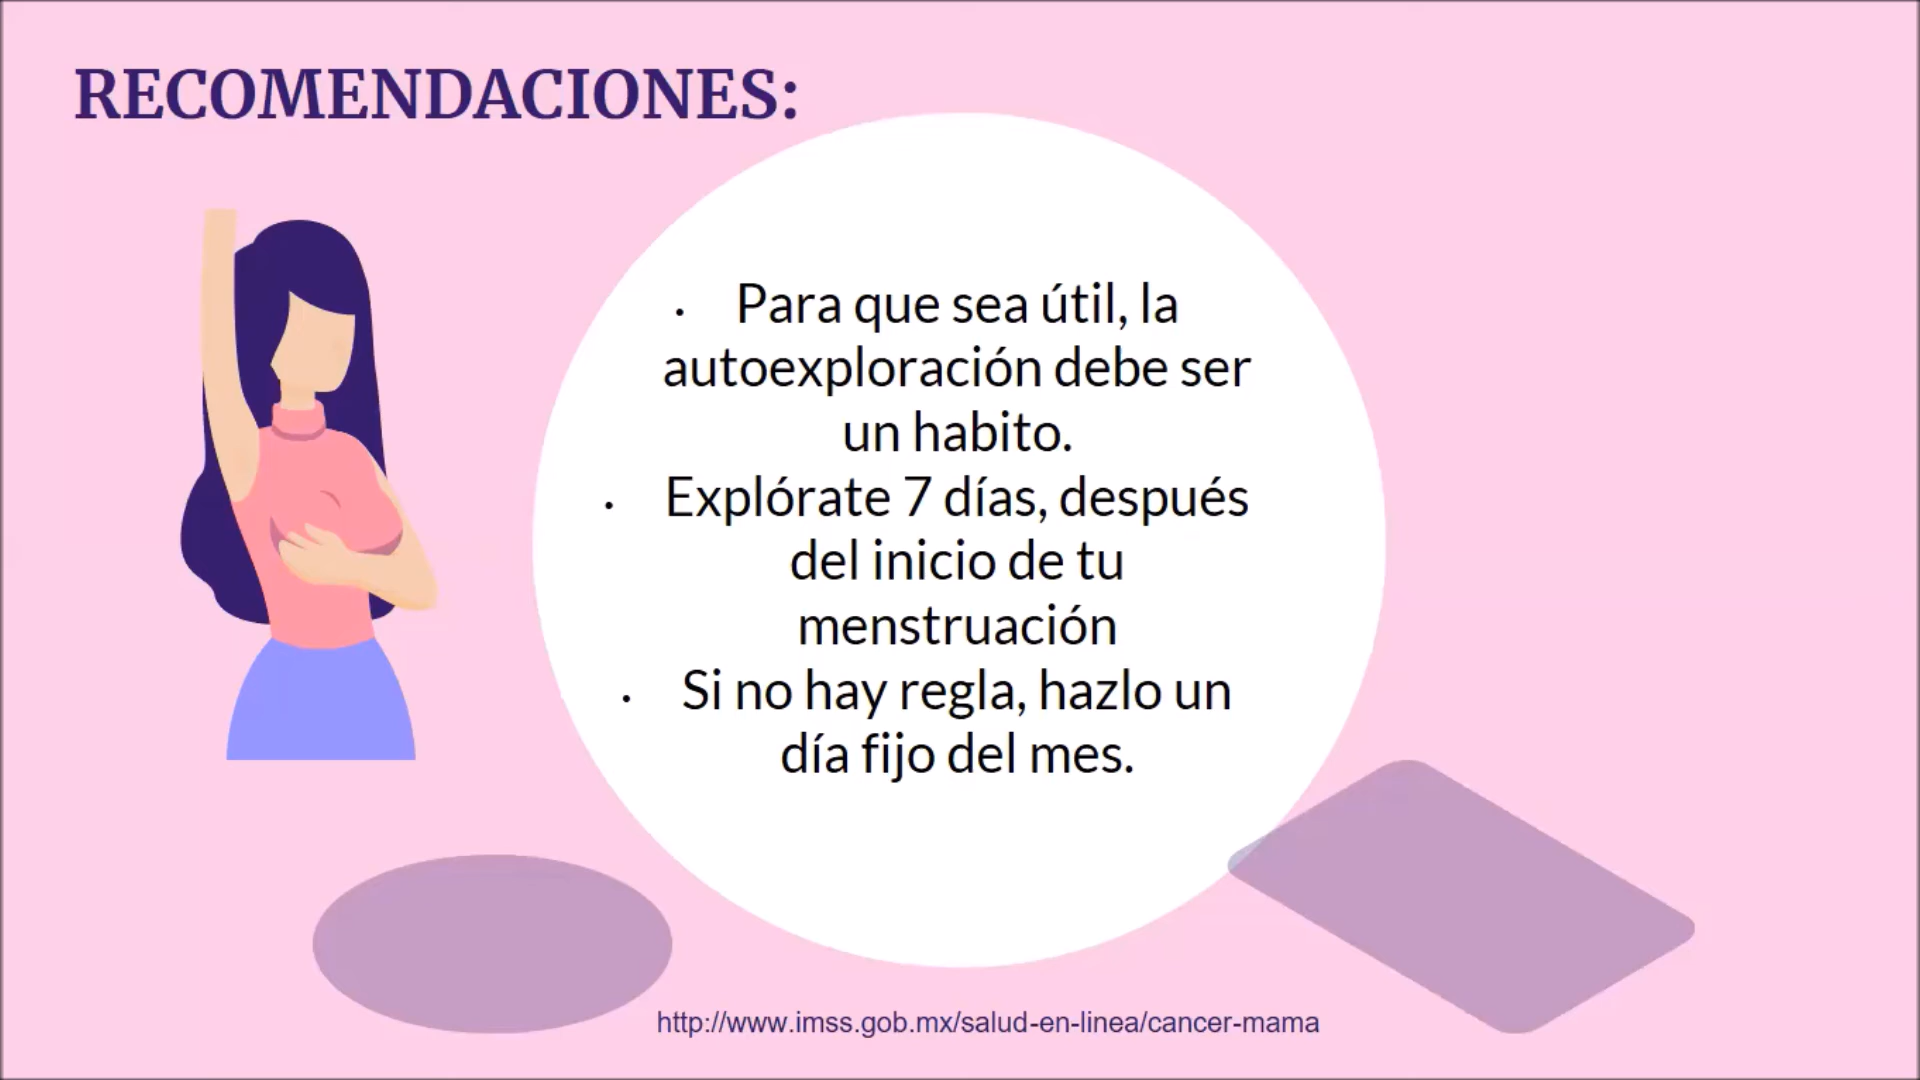 RECOMENDACIONES:
• Para que sea útil, la
autoexploración debe ser
un habito.
• Explórate 7 días, después
del inicio de tu
menstruación
• Si no hay regla, hazlo un
día fijo del mes.
http://www.imss.gob.mx/salud-en-linea/cancer-mama